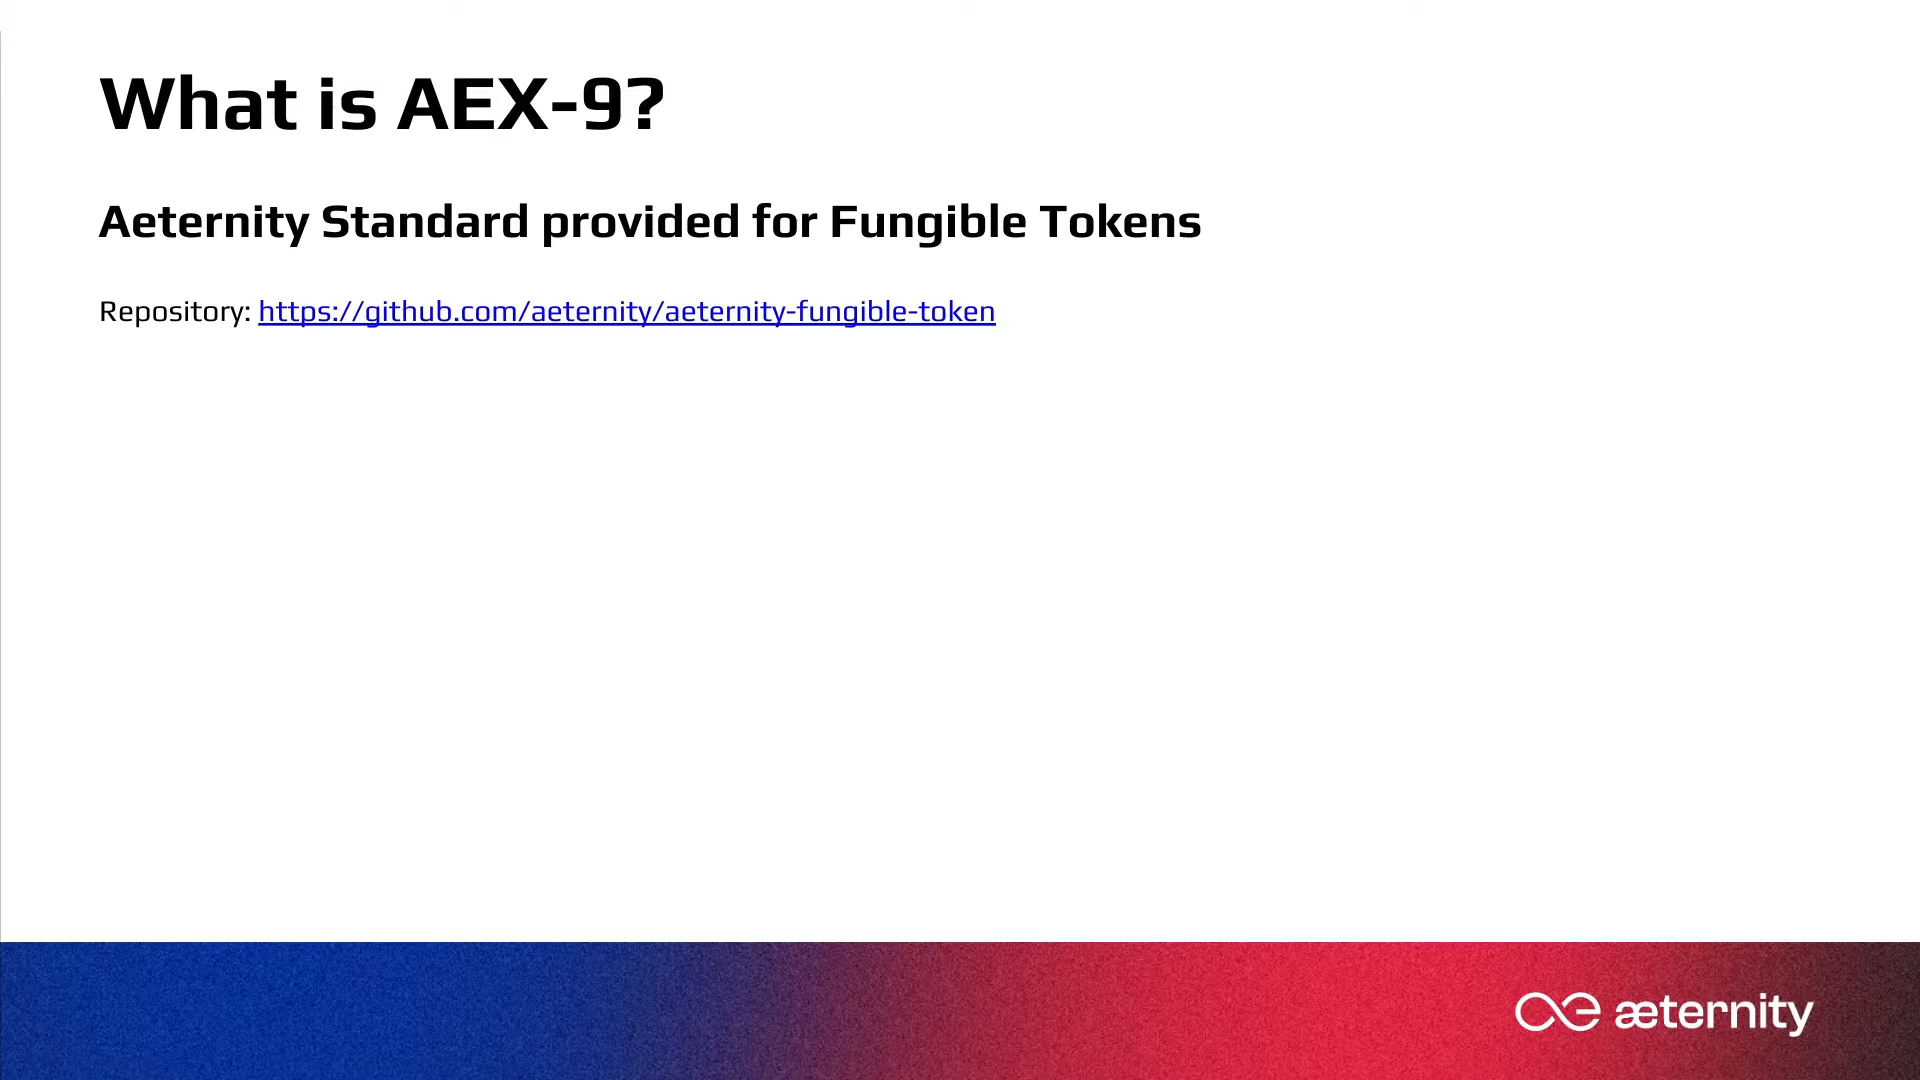 What is AEX-9?
Aeternity Standard provided for Fungible Tokens
Repository: https://github.com/aeternity/aeternity-fungible-token
æternity